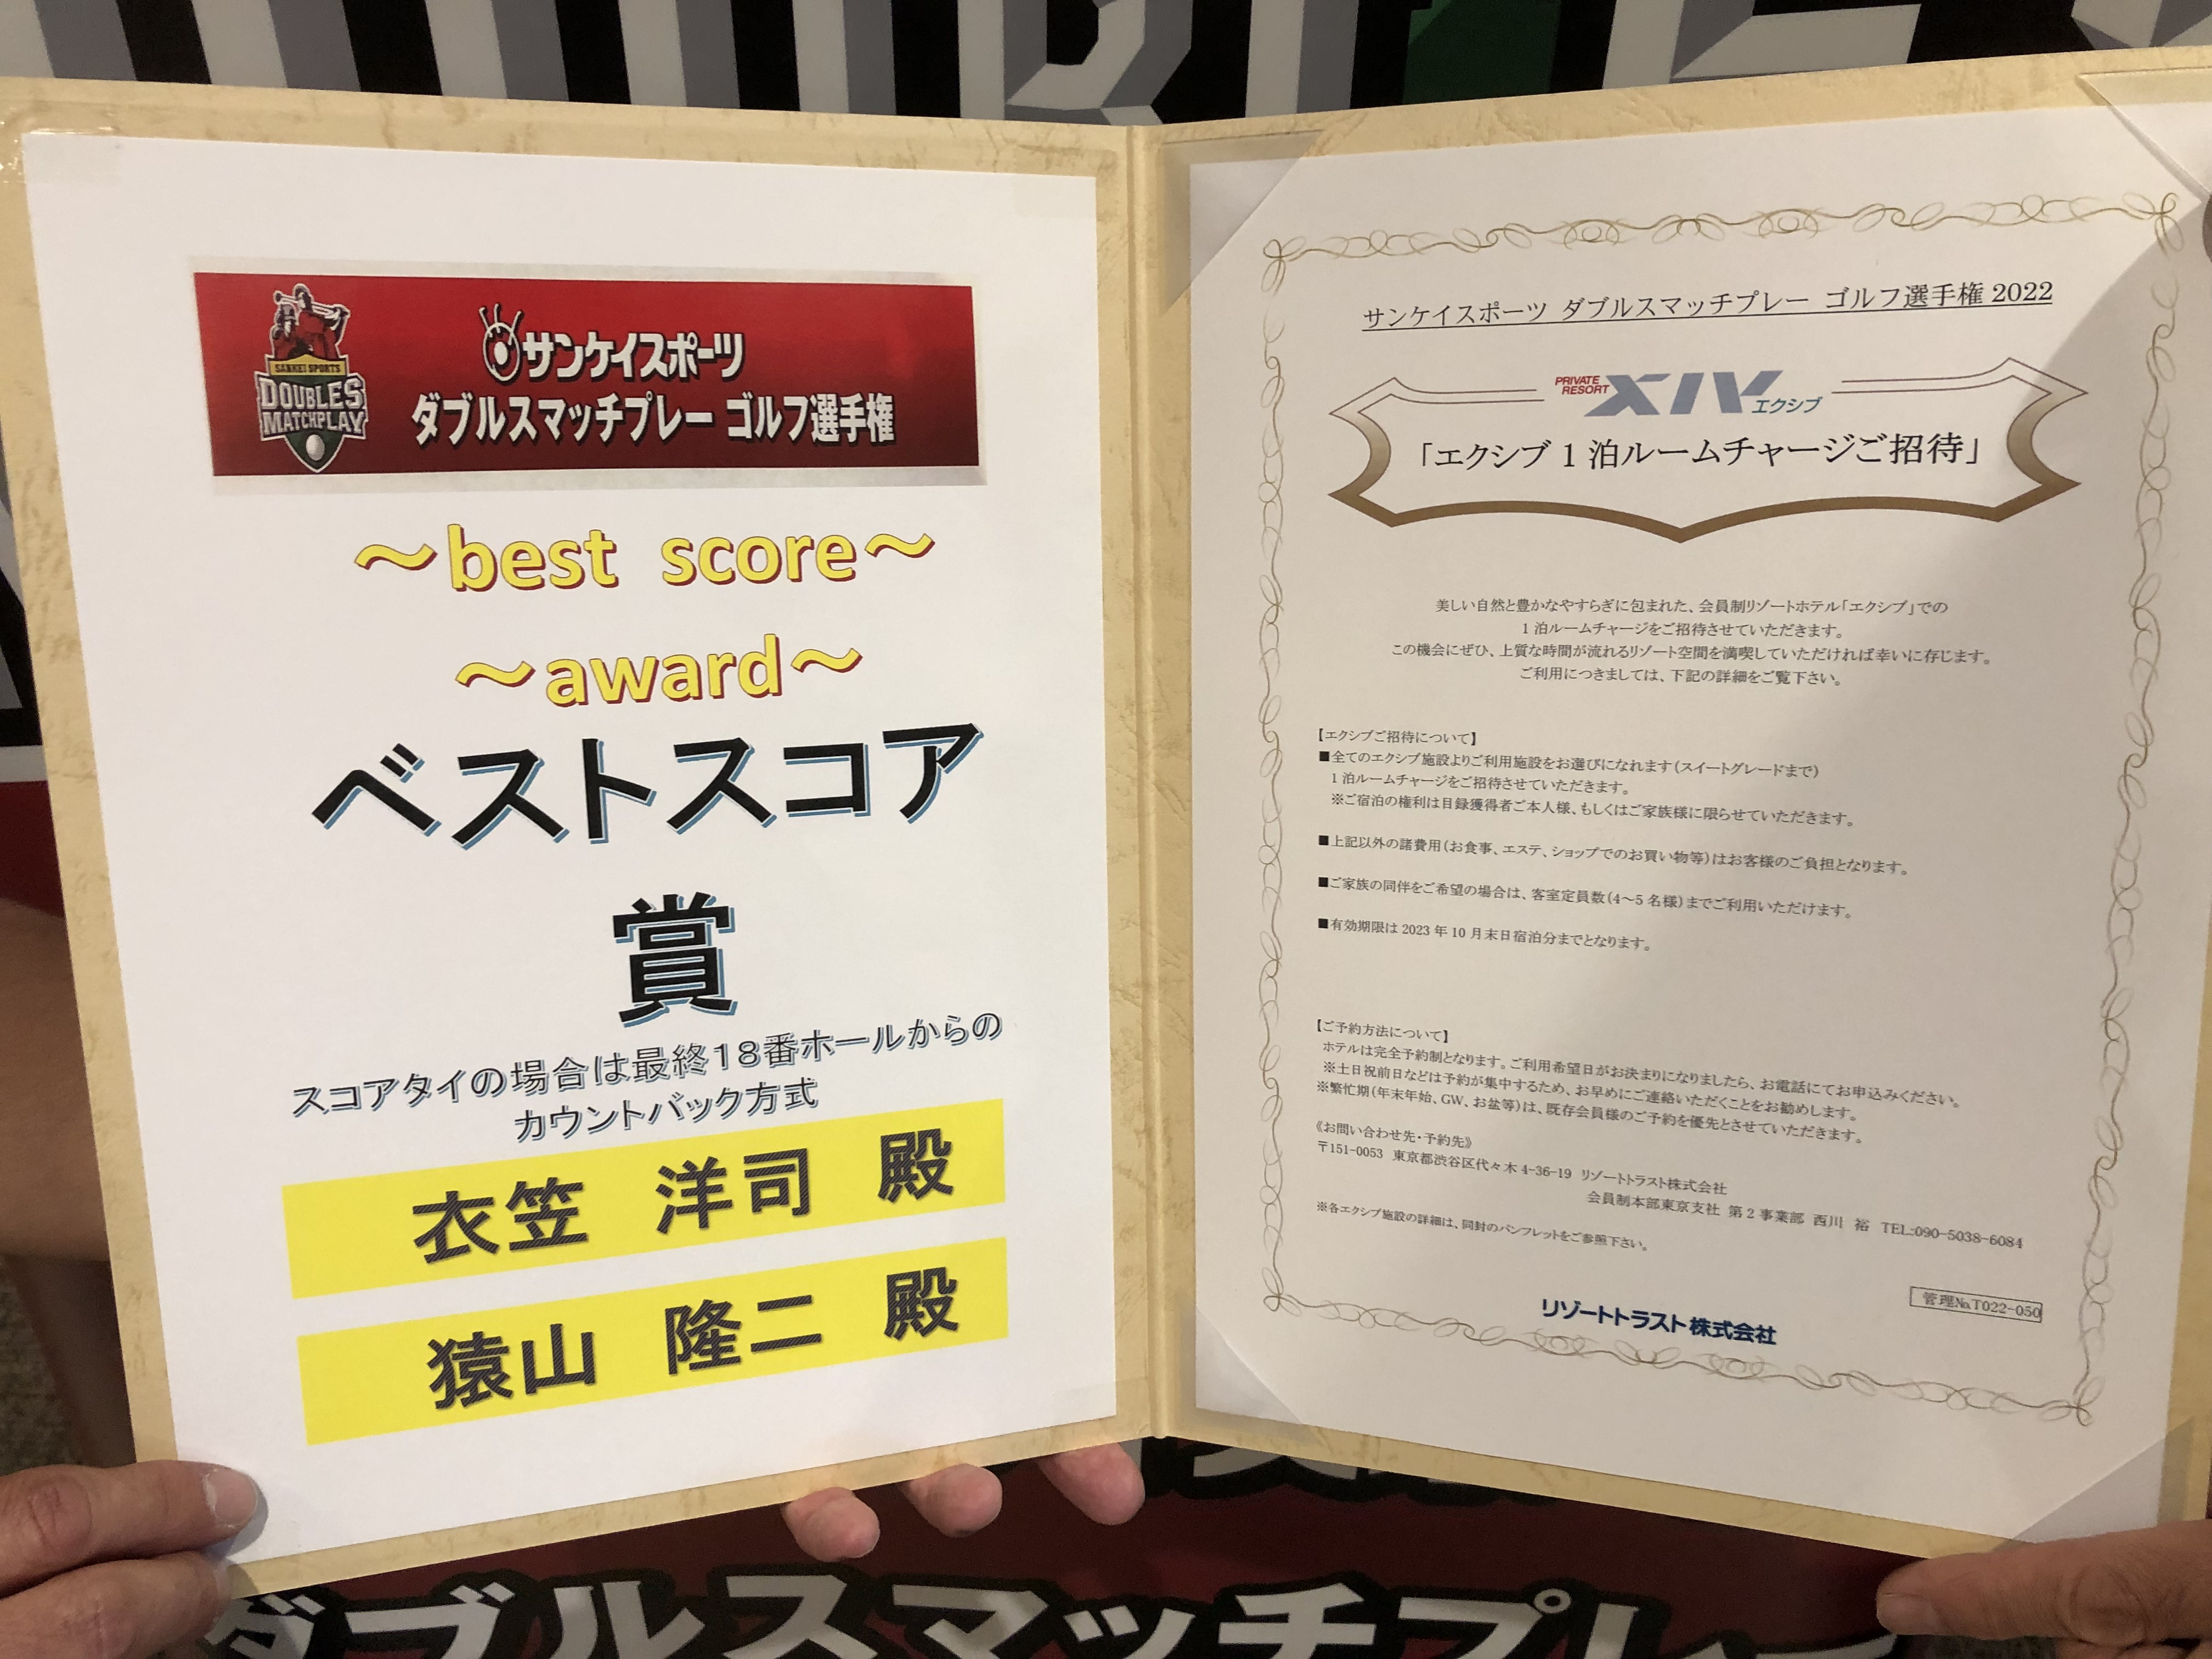 SANKEI SPORTS
DOUBLES
MATCHPLAY
サンケイスポーツ
ダブルスマッチプレー ゴルフ選手権
～best score～
～award～
ベストスコア
賞
スコアタイの場合は最終18番ホールからの
カウントバック方式
衣笠 洋司 殿
猿山 隆二 殿
サンケイスポーツ ダブルスマッチプレー ゴルフ選手権 2022
PRIVATE
RESORT
XIV
エクシブ
「エクシブ 1 泊ルームチャージご招待」
美しい自然と豊かなやすらぎに包まれた、会員制リゾートホテル「エクシブ」での
1 泊ルームチャージをご招待させていただきます。
この機会にぜひ、上質な時間が流れるリゾート空間を満喫していただければ幸いに存じます。
ご利用につきましては、下記の詳細をご覧下さい。
【エクシブご招待について】
■全てのエクシブ施設よりご利用施設をお選びになれます(スイートグレードまで)
1 泊ルームチャージをご招待させていただきます。
※ご宿泊の権利は目録獲得者ご本人様、もしくはご家族様に限らせていただきます。
■上記以外の諸費用(お食事、エステ、ショップでのお買い物等)はお客様のご負担となります。
■ご家族の同伴をご希望の場合は、客室定員数(4～5 名様)までご利用いただけます。
■有効期限は 2023 年 10 月末日宿泊分までとなります。
【ご予約方法について】
ホテルは完全予約制となります。ご利用希望日がお決まりになりましたら、お電話にてお申込みください。
※土日祝前日などは予約が集中するため、お早めにご連絡いただくことをお勧めします。
※繁忙期(年末年始、GW、お盆等)は、既存会員様のご予約を優先とさせていただきます。
《お問い合わせ先・予約先》
〒151-0053 東京都渋谷区代々木 4-36-19 リゾートトラスト株式会社
会員制本部東京支社 第 2 事業部 西川 裕 TEL:090-5038-6084
※各エクシブ施設の詳細は、同封のパンフレットをご参照下さい。
管理№T022-050
リゾートトラスト株式会社
ダブルスマッチプレー